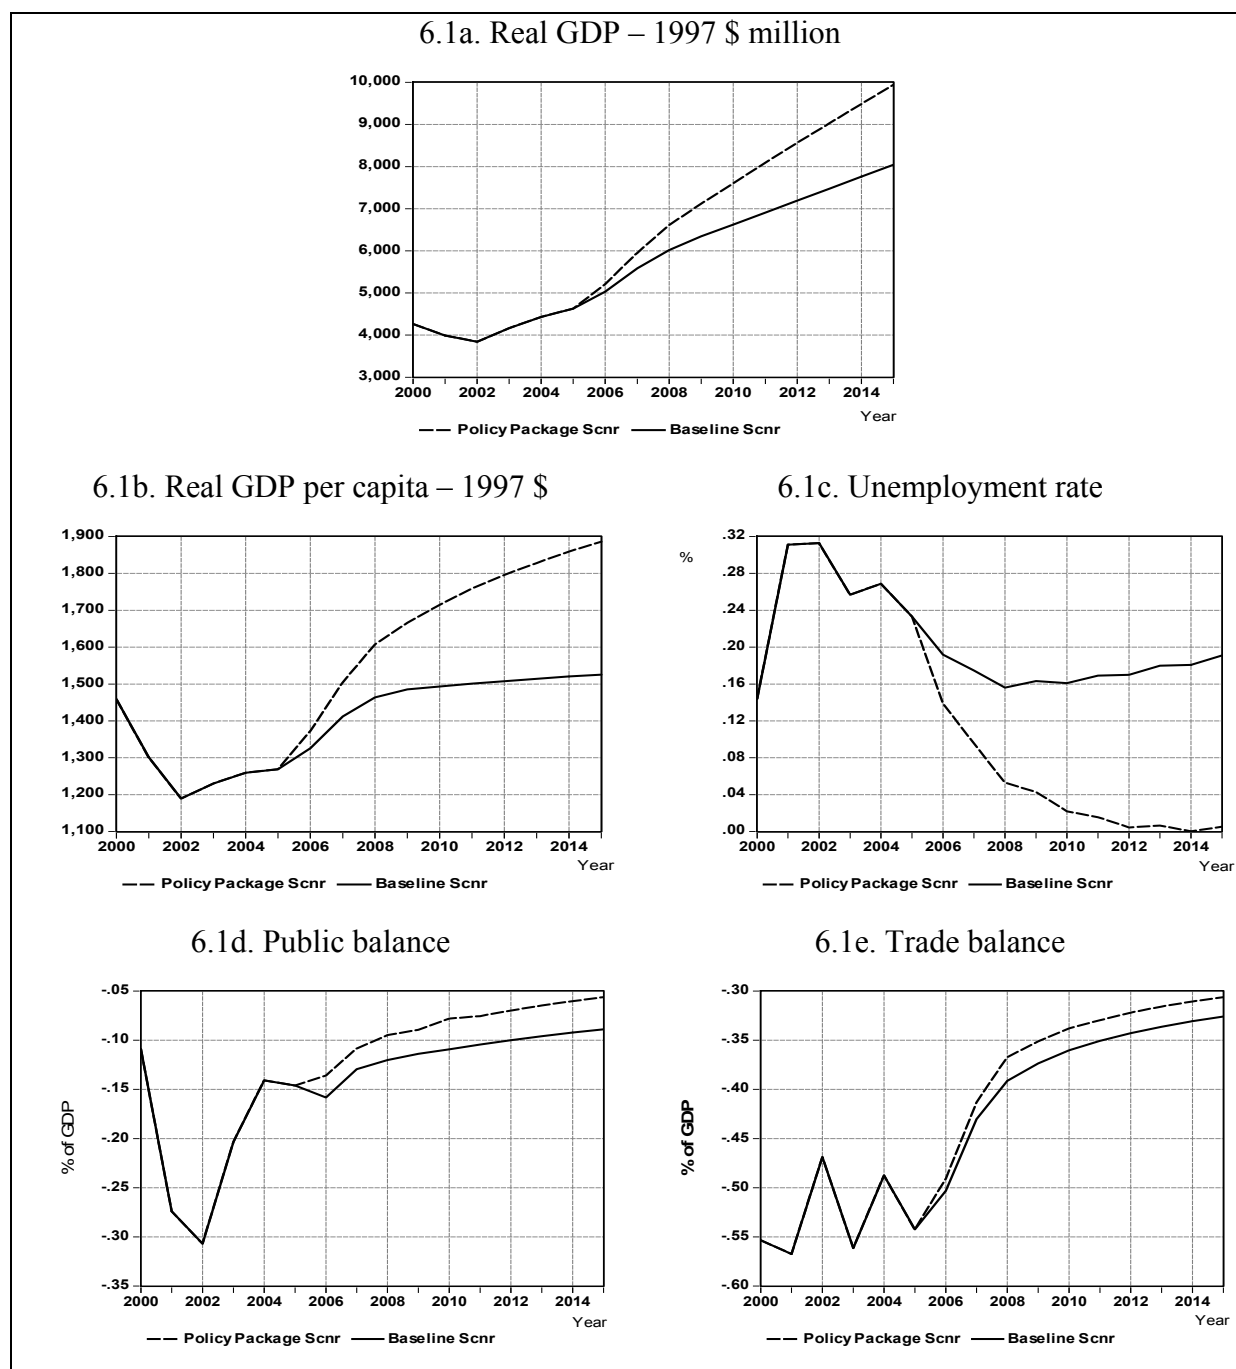 6.1a. Real GDP – 1997 $ million
10,000
9,000
8,000
7,000
6,000
5,000
4,000
3,000
2000 2002 2004 2006 2008 2010 2012 2014
Year
Policy Package Scnr Baseline Scnr
6.1b. Real GDP per capita – 1997 $
1,900
1,800
1,700
1,600
1,500
1,400
1,300
1,200
1,100
2000 2002 2004 2006 2008 2010 2012 2014
Year
Policy Package Scnr Baseline Scnr
6.1c. Unemployment rate
%
.32
.28
.24
.20
.16
.12
.08
.04
.00
2000 2002 2004 2006 2008 2010 2012 2014
Year
Policy Package Scnr Baseline Scnr
6.1d. Public balance
% of GDP
-.05
-.10
-.15
-.20
-.25
-.30
-.35
2000 2002 2004 2006 2008 2010 2012 2014
Year
Policy Package Scnr Baseline Scnr
6.1e. Trade balance
% of GDP
-.30
-.35
-.40
-.45
-.50
-.55
-.60
2000 2002 2004 2006 2008 2010 2012 2014
Year
Policy Package Scnr Baseline Scnr